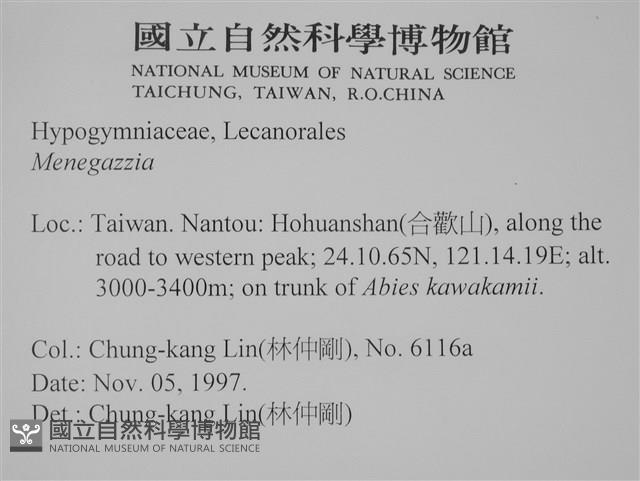 國立自然科學博物館
NATIONAL MUSEUM OF NATURAL SCIENCE
TAICHUNG, TAIWAN, R.O.CHINA
Hypogymniaceae, Lecanorales
Menegazzia
Loc.: Taiwan. Nantou: Hohuanshan(合歡山), along the
road to western peak; 24.10.65N, 121.14.19E; alt.
3000-3400m; on trunk of Abies kawakamii.
Col.: Chung-kang Lin(林仲剛), No. 6116a
Date: Nov. 05, 1997.
Det.: Chung-kang Lin(林仲剛)
國立自然科學博物館
NATIONAL MUSEUM OF NATURAL SCIENCE